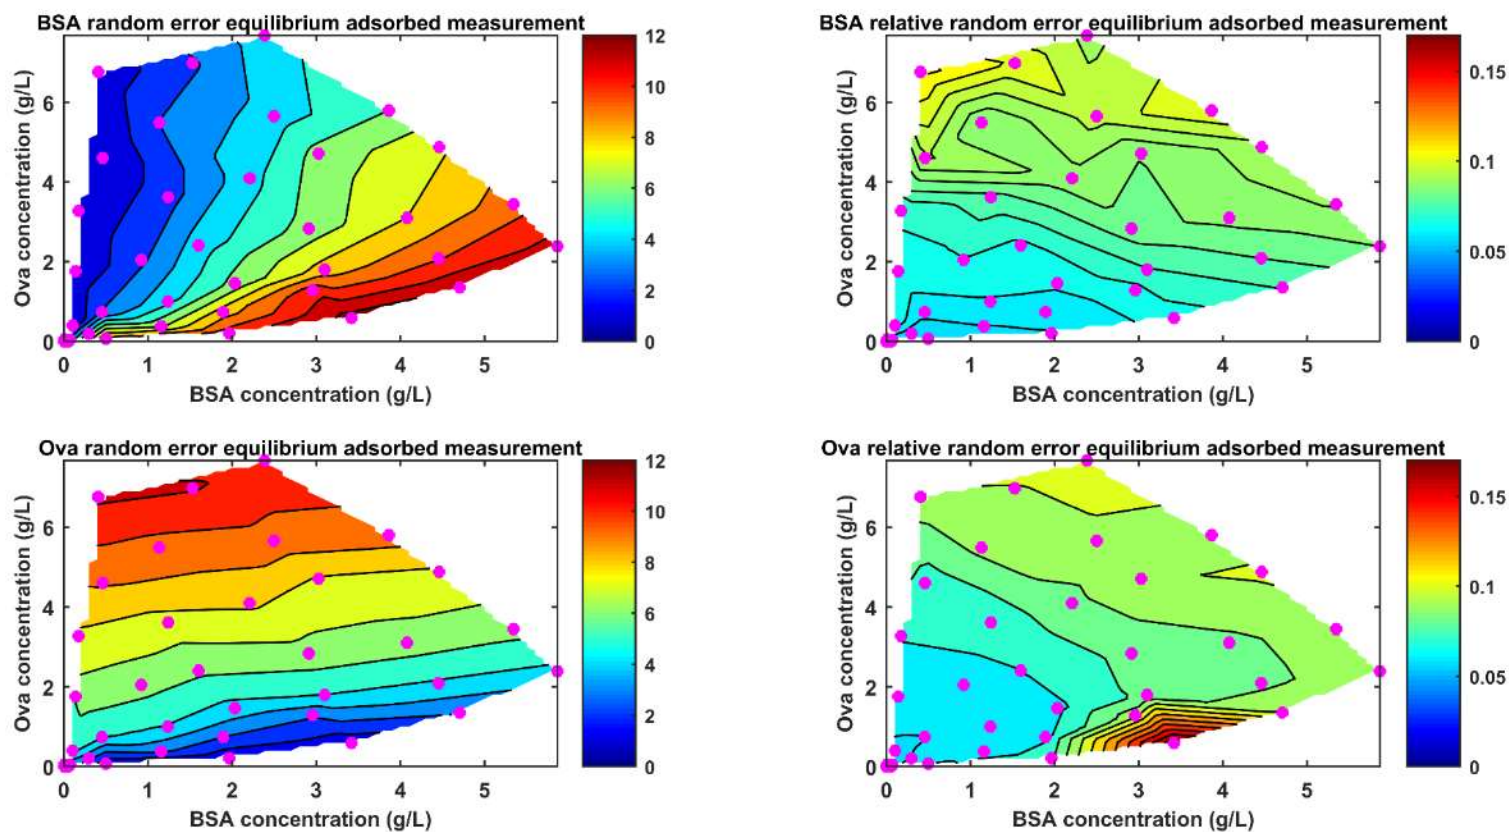 BSA random error equilibrium adsorbed measurement
Ova concentration (g/L)
6
4
2
0
0 1 2 3 4 5
BSA concentration (g/L)
12
10
8
6
4
2
0
BSA relative random error equilibrium adsorbed measurement
Ova concentration (g/L)
6
4
2
0
0 1 2 3 4 5
BSA concentration (g/L)
0.15
0.1
0.05
0
Ova random error equilibrium adsorbed measurement
Ova concentration (g/L)
6
4
2
0
0 1 2 3 4 5
BSA concentration (g/L)
12
10
8
6
4
2
0
Ova relative random error equilibrium adsorbed measurement
Ova concentration (g/L)
6
4
2
0
0 1 2 3 4 5
BSA concentration (g/L)
0.15
0.1
0.05
0